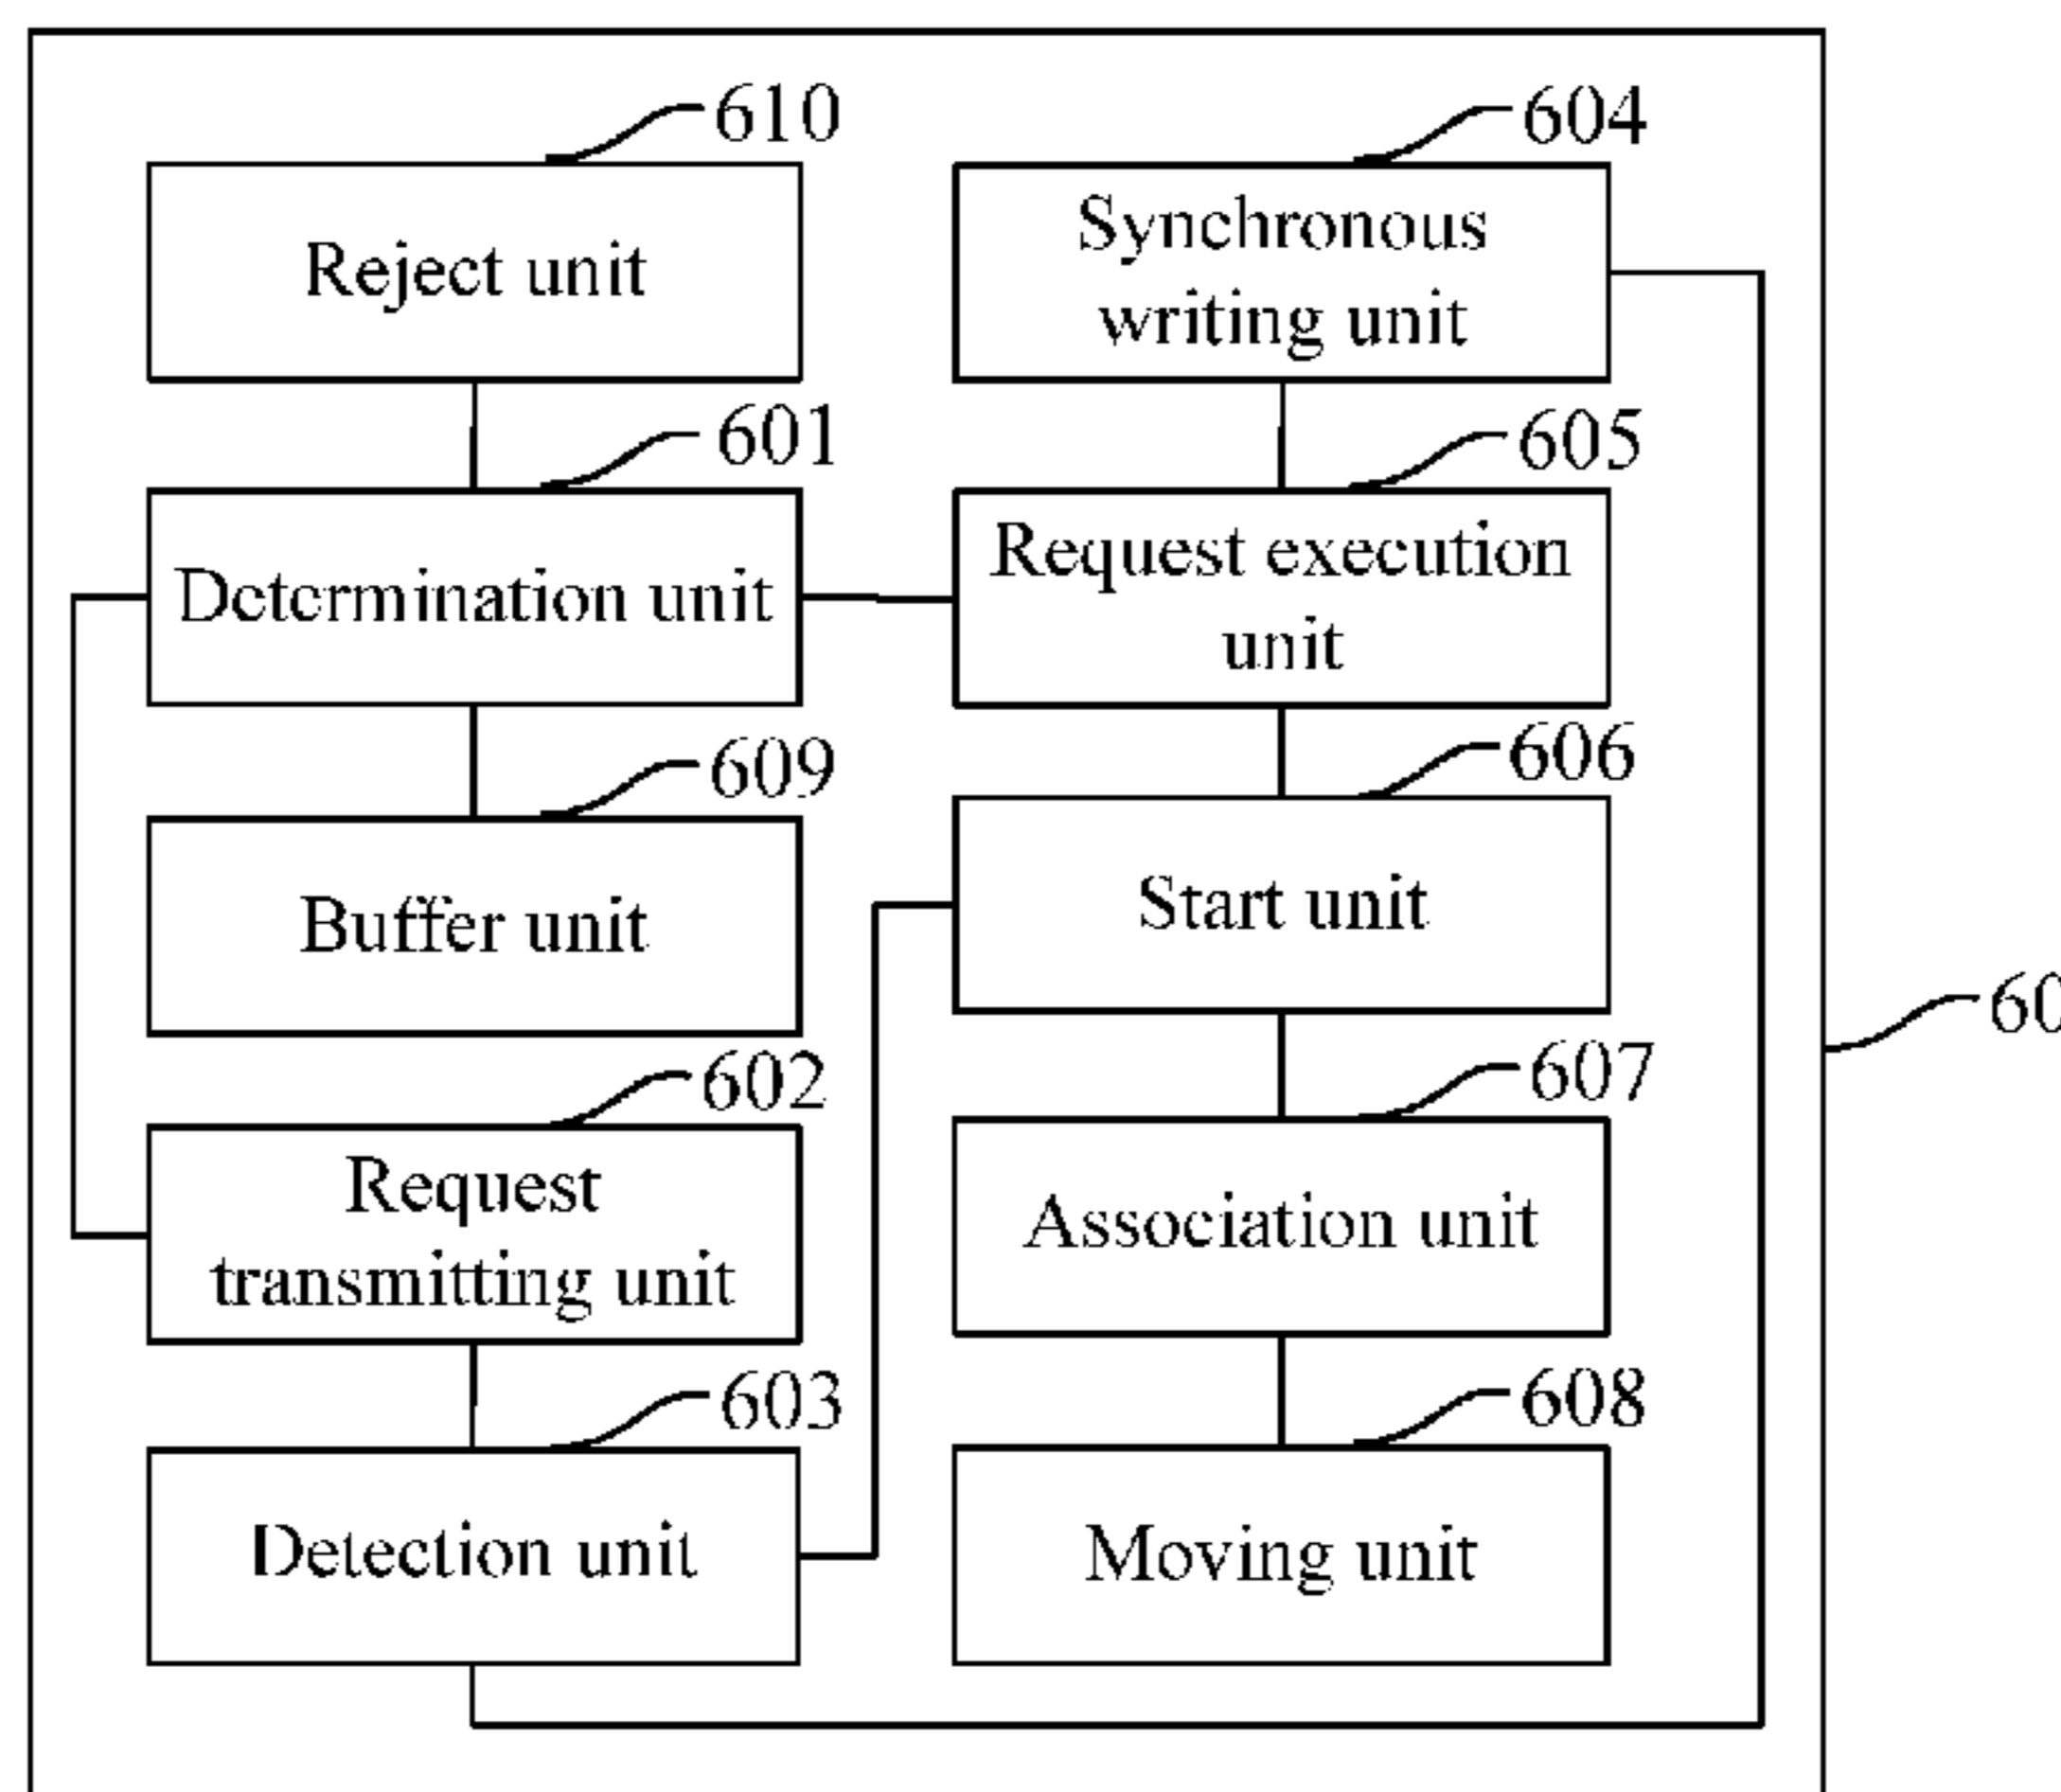 610
Reject unit
601
Determination unit
609
Buffer unit
602
Request
transmitting unit
603
Detection unit
604
Synchronous
writing unit
605
Request execution
unit
606
Start unit
607
Association unit
608
Moving unit
60